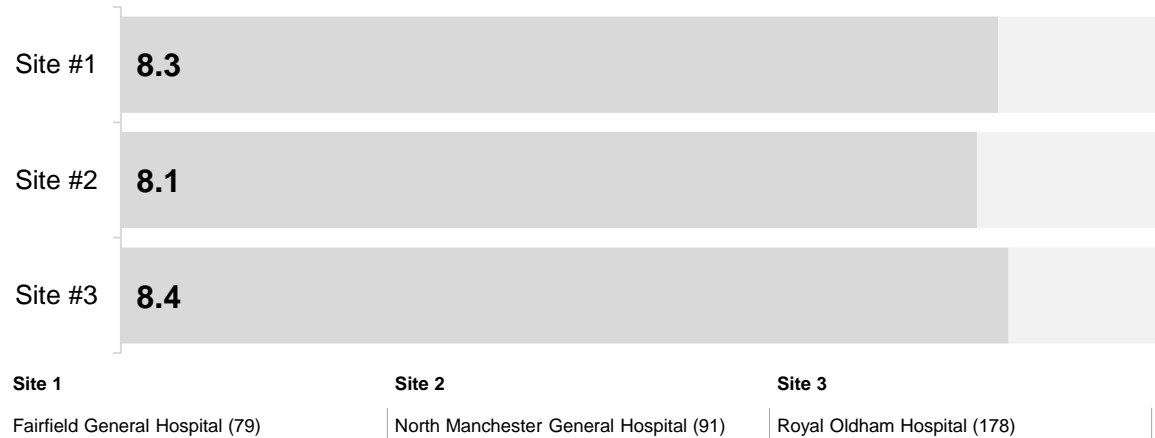 Site #1 8.3
Site #2 8.1
Site #3 8.4
Site 1 Site 2 Site 3
Fairfield General Hospital (79) North Manchester General Hospital (91) Royal Oldham Hospital (178)